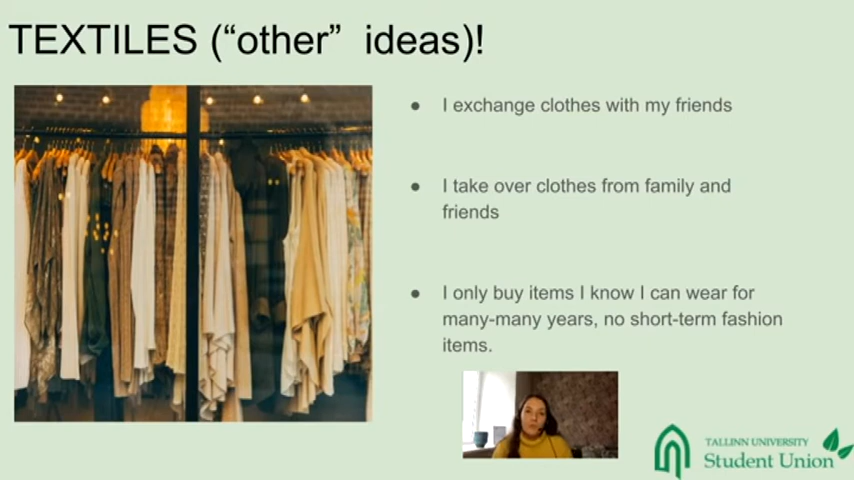 TEXTILES (“other” ideas)!
● I exchange clothes with my friends
● I take over clothes from family and
friends
● I only buy items I know I can wear for
many-many years, no short-term fashion
items.
TALLINN UNIVERSITY
Student Union